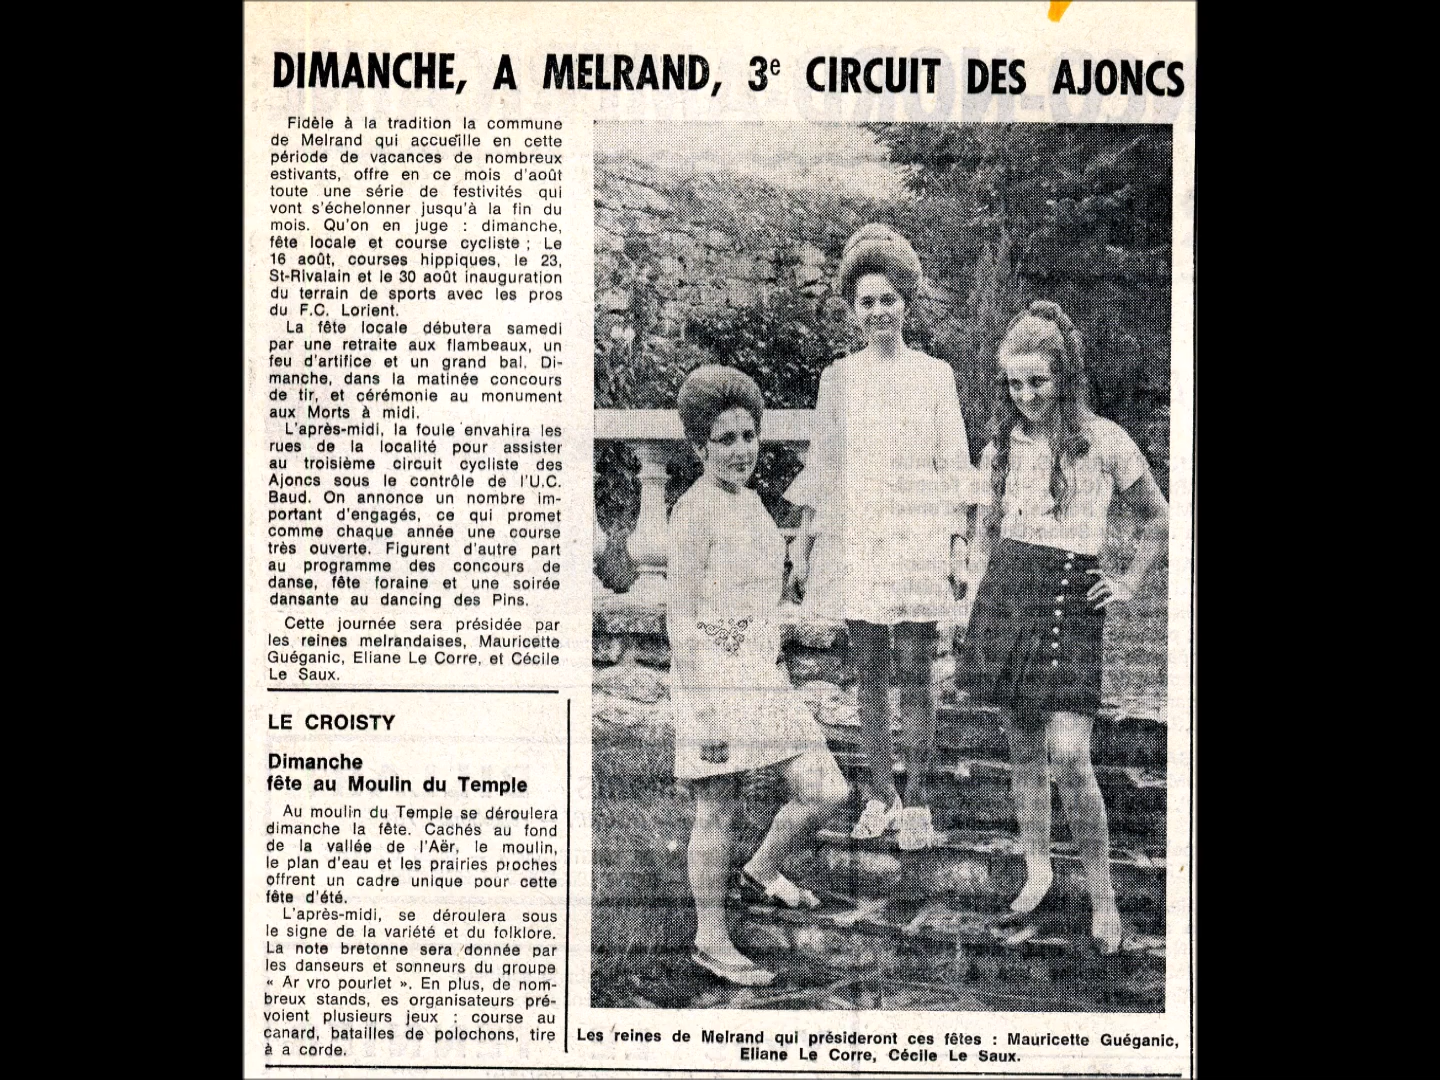 DIMANCHE, A MELRAND, 3e CIRCUIT DES AJONCS
Fidèle à la tradition la commune
de Melrand qui accueille en cette
période de vacances de nombreux
estivants, offre en ce mois d'août
toute une série de festivités qui
vont s'échelonner jusqu'à la fin du
mois. Qu'on en juge : dimanche,
fête locale et course cycliste ; Le
16 août, courses hippiques, le 23,
St-Rivalain et le 30 août inauguration
du terrain de sports avec les pros
du F.C. Lorient.
La fête locale débutera samedi
par une retraite aux flambeaux, un
feu d'artifice et un grand bal. Di-
manche, dans la matinée concours
de tir, et cérémonie au monument
aux Morts à midi.
L'après-midi, la foule envahira les
rues de la localité pour assister
au troisième circuit cycliste des
Ajoncs sous le contrôle de l'U.C.
Baud. On annonce un nombre im-
portant d'engagés, ce qui promet
comme chaque année une course
très ouverte. Figurent d'autre part
au programme des concours de
danse, fête foraine et une soirée
dansante au dancing des Pins.
Cette journée sera présidée par
les reines melrandaises, Mauricette
Guéganic, Eliane Le Corre, et Cécile
Le Saux.
LE CROISTY
Dimanche
fête au Moulin du Temple
Au moulin du Temple se déroulera
dimanche la fête. Cachés au fond
de la vallée de l'Aër, le moulin,
le plan d'eau et les prairies proches
offrent un cadre unique pour cette
fête d'été.
L'après-midi, se déroulera sous
le signe de la variété et du folklore.
La note bretonne sera donnée par
les danseurs et sonneurs du groupe
« Ar vro pourlet ». En plus, de nom-
breux stands, es organisateurs pré-
voient plusieurs jeux : course au
canard, batailles de polochons, tire
à a corde.
Les reines de Melrand qui présideront ces fêtes : Mauricette Guéganic,
Eliane Le Corre, Cécile Le Saux.